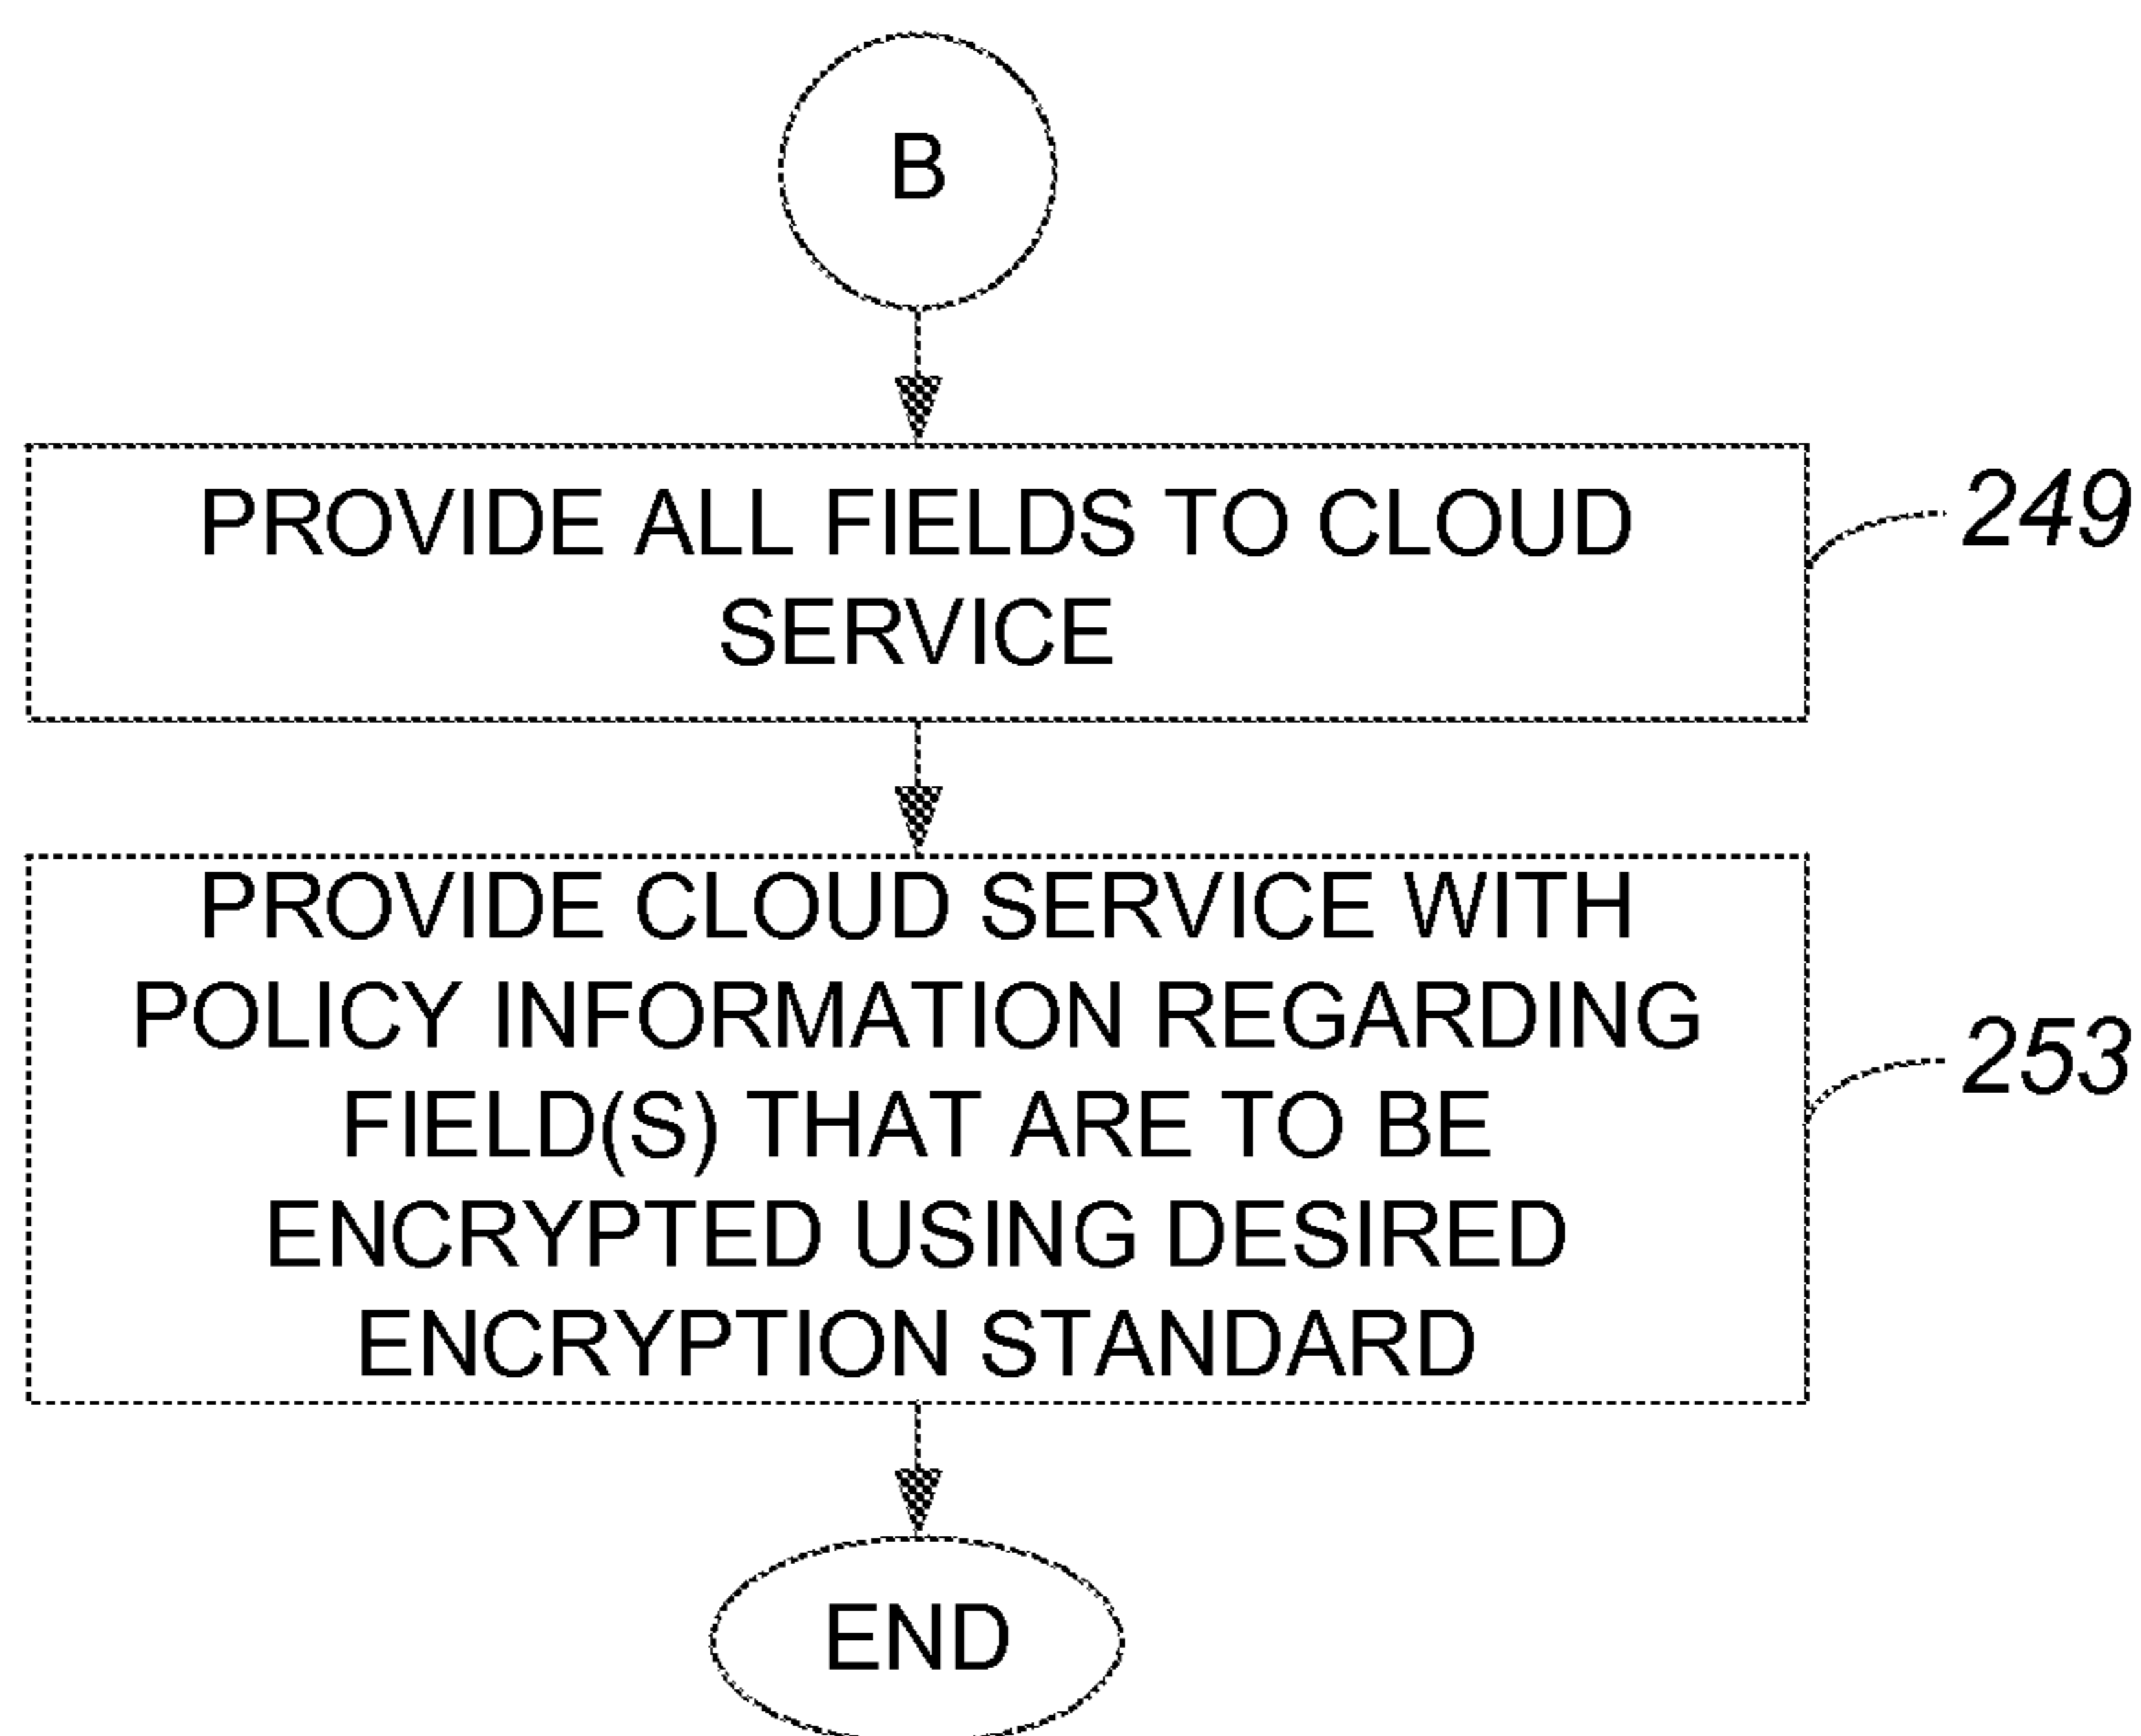 B
PROVIDE ALL FIELDS TO CLOUD
SERVICE
249
PROVIDE CLOUD SERVICE WITH
POLICY INFORMATION REGARDING
FIELD(S) THAT ARE TO BE
ENCRYPTED USING DESIRED
ENCRYPTION STANDARD
253
END